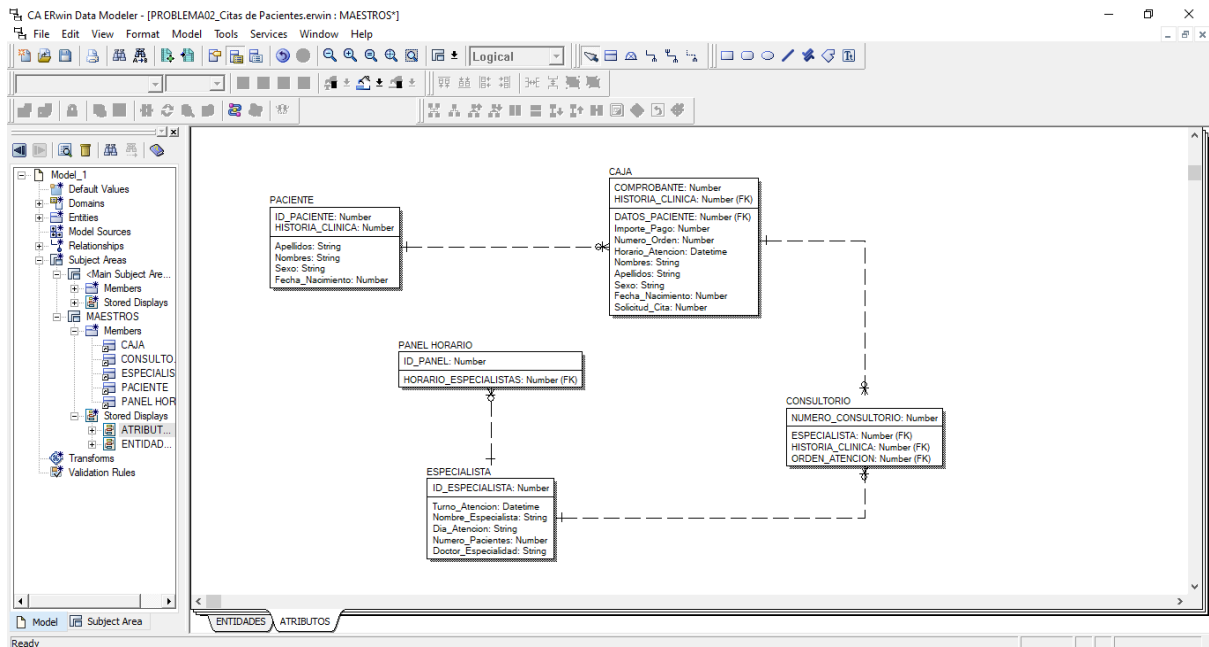 CA ERwin Data Modeler - [PROBLEMA02_Citas de Pacientes.erwin : MAESTROS*]
File Edit View Format Model Tools Services Window Help
Logical
Model_1
Default Values
Domains
Entities
Model Sources
Relationships
Subject Areas
<Main Subject Are...
Members
Stored Displays
MAESTROS
Members
CAJA
CONSULTO.
ESPECIALIS
PACIENTE
PANEL HOR
Stored Displays
ATRIBUT...
ENTIDAD...
Transforms
Validation Rules
Model
Subject Area
PACIENTE
ID_PACIENTE: Number
HISTORIA_CLINICA: Number
Apellidos: String
Nombres: String
Sexo: String
Fecha_Nacimiento: Number
CAJA
COMPROBANTE: Number
HISTORIA_CLINICA: Number (FK)
DATOS_PACIENTE: Number (FK)
Importe_Pago: Number
Numero_Orden: Number
Horario_Atencion: Datetime
Nombres: String
Apellidos: String
Sexo: String
Fecha_Nacimiento: Number
Solicitud_Cita: Number
PANEL HORARIO
ID_PANEL: Number
HORARIO_ESPECIALISTAS: Number (FK)
CONSULTORIO
NUMERO_CONSULTORIO: Number
ESPECIALISTA: Number (FK)
HISTORIA_CLINICA: Number (FK)
ORDEN_ATENCION: Number (FK)
ESPECIALISTA
ID_ESPECIALISTA: Number
Turno_Atencion: Datetime
Nombre_Especialista: String
Dia_Atencion: String
Numero_Pacientes: Number
Doctor_Especialidad: String
ENTIDADES
ATRIBUTOS
Ready